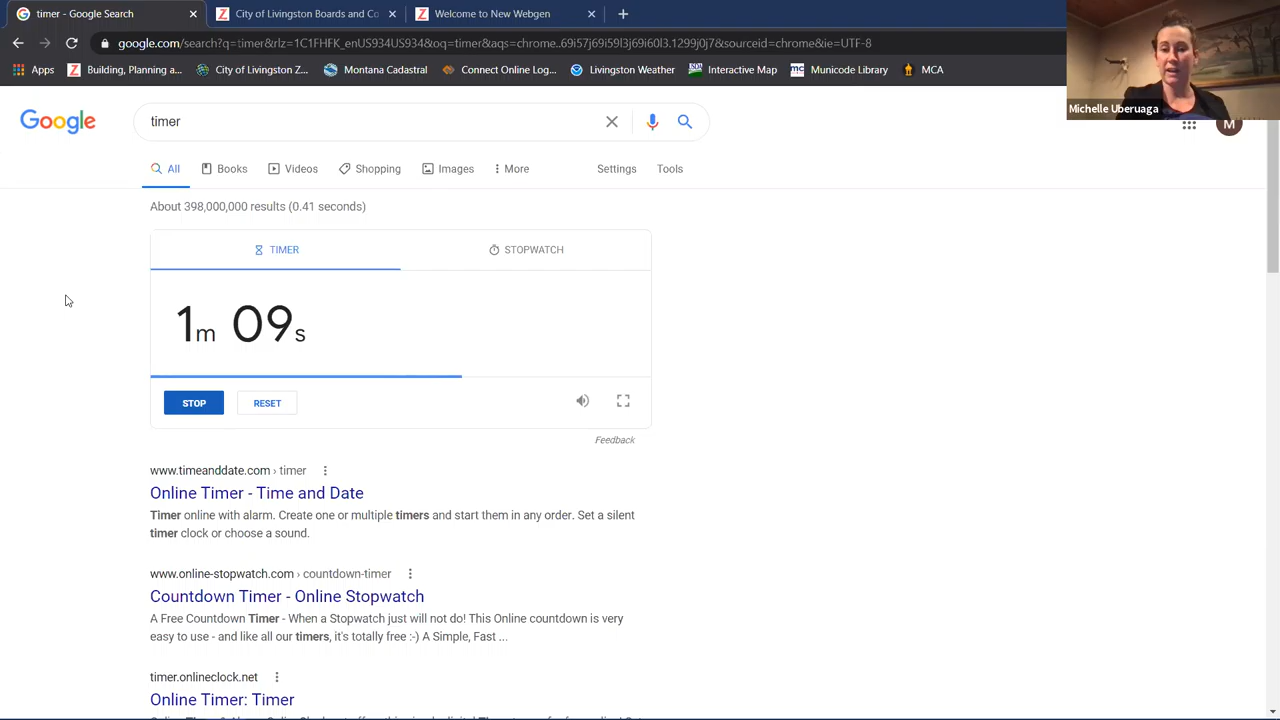 timer - Google Search
City of Livingston Boards and Co
Welcome to New Webgen
google.com/search?q=timer&rlz=1C1FHFK_enUS934US934&oq=timer&aqs=chrome..69i57j69i59l3j69i60l3.1299j0j7&sourceid=chrome&ie=UTF-8
Apps
Building, Planning a...
City of Livingston Z...
Montana Cadastral
Connect Online Log...
Livingston Weather
Interactive Map
Municode Library
MCA
Michelle Uberuaga
Google
timer
M
All
Books
Videos
Shopping
Images
More
Settings
Tools
About 398,000,000 results (0.41 seconds)
TIMER
STOPWATCH
1m 09s
STOP
RESET
Feedback
www.timeanddate.com › timer
Online Timer - Time and Date
Timer online with alarm. Create one or multiple timers and start them in any order. Set a silent
timer clock or choose a sound.
www.online-stopwatch.com › countdown-timer
Countdown Timer - Online Stopwatch
A Free Countdown Timer - When a Stopwatch just will not do! This Online countdown is very
easy to use - and like all our timers, it's totally free :-) A Simple, Fast ...
timer.onlineclock.net
Online Timer: Timer